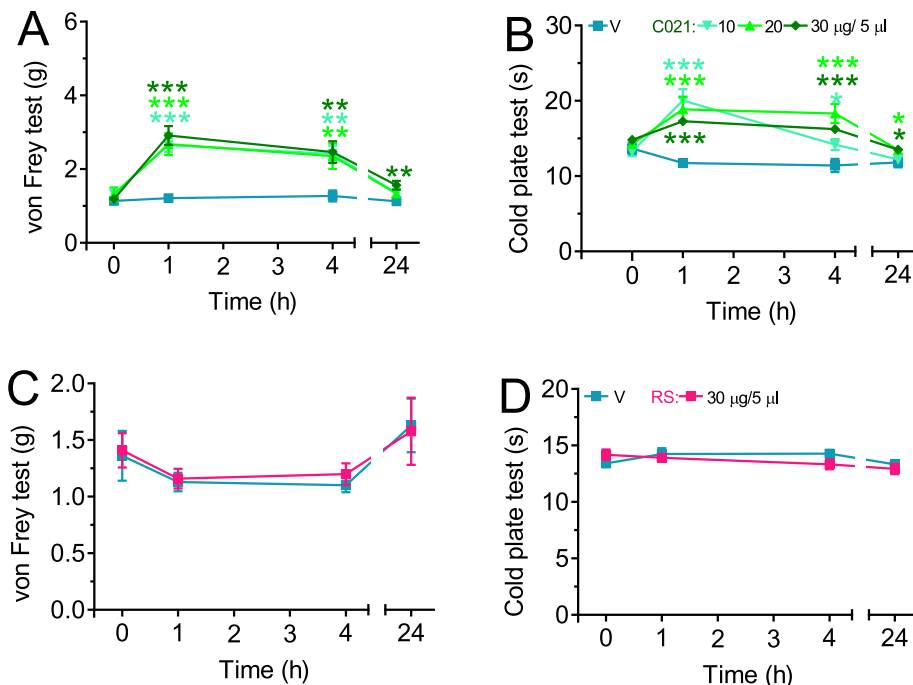 A
von Frey test (g)
6
4
2
0
***
***
***
**
**
**
**
0 1 2 3 4 24
Time (h)
B
V C021: 10 20 30 µg/ 5 µl
Cold plate test (s)
30
20
10
0
***
***
***
***
***
*
*
*
0 1 2 3 4 24
Time (h)
C
von Frey test (g)
2.0
1.5
1.0
0.5
0.0
0 1 2 3 4 24
Time (h)
D
V RS: 30 µg/5 µl
Cold plate test (s)
20
15
10
5
0
0 1 2 3 4 24
Time (h)